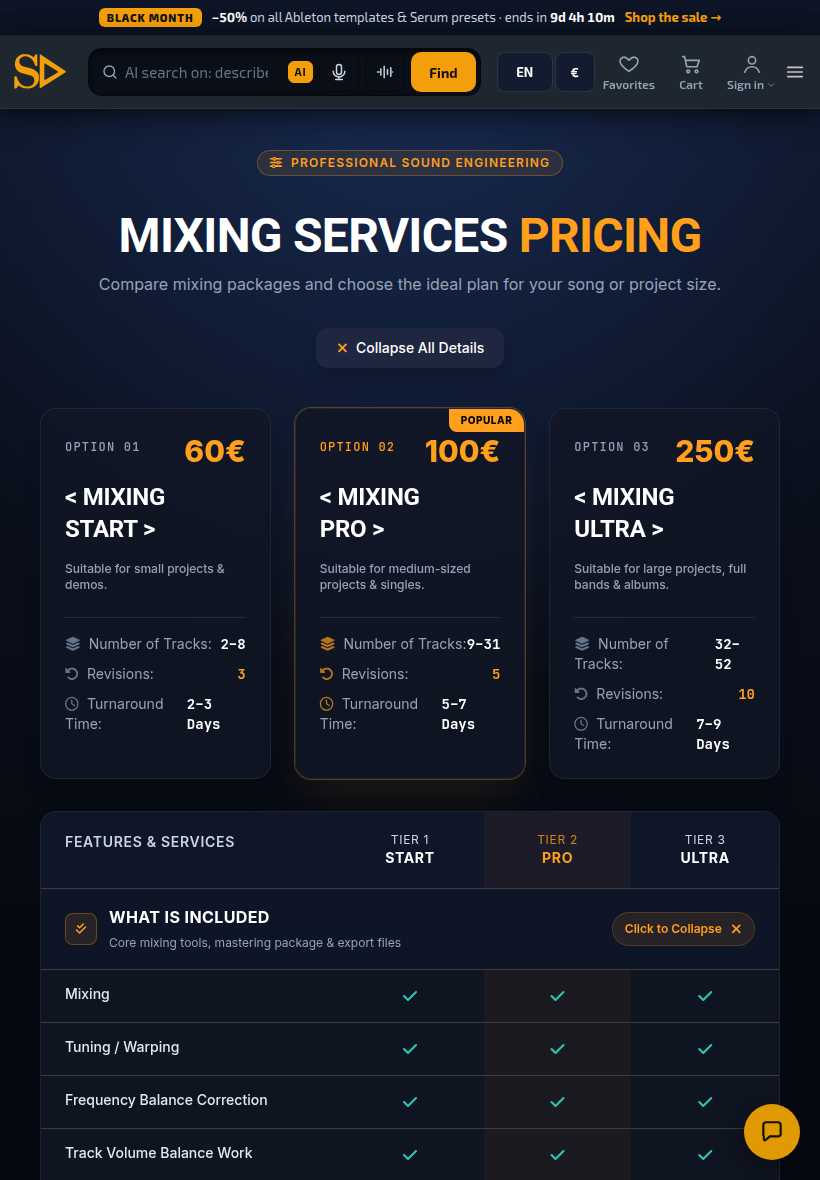 BLACK MONTH −50% on all Ableton templates & Serum presets · ends in 9d 4h 10m Shop the sale →
S
AI search on: describe AI Find EN €
Favorites Cart Sign in
PROFESSIONAL SOUND ENGINEERING
MIXING SERVICES PRICING
Compare mixing packages and choose the ideal plan for your song or project size.
Collapse All Details
OPTION 01 60€
< MIXING
START >
Suitable for small projects &
demos.
Number of Tracks: 2–8
Revisions: 3
Turnaround 2–3
Time: Days
POPULAR
OPTION 02 100€
< MIXING
PRO >
Suitable for medium-sized
projects & singles.
Number of Tracks: 9–31
Revisions: 5
Turnaround 5–7
Time: Days
OPTION 03 250€
< MIXING
ULTRA >
Suitable for large projects, full
bands & albums.
Number of 32–
Tracks: 52
Revisions: 10
Turnaround 7–9
Time: Days
FEATURES & SERVICES
TIER 1
START
TIER 2
PRO
TIER 3
ULTRA
WHAT IS INCLUDED
Core mixing tools, mastering package & export files
Click to Collapse
Mixing
Tuning / Warping
Frequency Balance Correction
Track Volume Balance Work